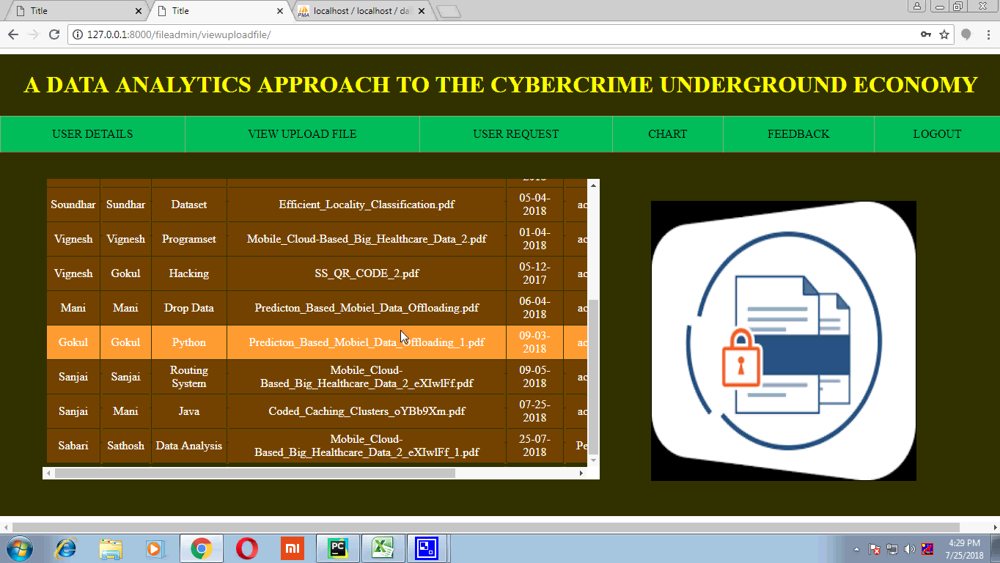 Title
Title
localhost / localhost / da
127.0.0.1:8000/fileadmin/viewuploadfile/
A DATA ANALYTICS APPROACH TO THE CYBERCRIME UNDERGROUND ECONOMY
USER DETAILS
VIEW UPLOAD FILE
USER REQUEST
CHART
FEEDBACK
LOGOUT
Soundhar Sundhar Dataset Efficient_Locality_Classification.pdf 05-04-
2018 ac
Vignesh Vignesh Programset Mobile_Cloud-Based_Big_Healthcare_Data_2.pdf 01-04-
2018 ac
Vignesh Gokul Hacking SS_QR_CODE_2.pdf 05-12-
2017 ac
Mani Mani Drop Data Predicton_Based_Mobiel_Data_Offloading.pdf 06-04-
2018 ac
Gokul Gokul Python Predicton_Based_Mobiel_Data_Offloading_1.pdf 09-03-
2018 ac
Sanjai Sanjai Routing
System Mobile_Cloud-
Based_Big_Healthcare_Data_2_eXIwlFf.pdf 09-05-
2018 ac
Sanjai Mani Java Coded_Caching_Clusters_oYBb9Xm.pdf 07-25-
2018 ac
Sabari Sathosh Data Analysis Mobile_Cloud-
Based_Big_Healthcare_Data_2_eXIwlFf_1.pdf 25-07-
2018 Pe
PMA
mi
PC
4:29 PM
7/25/2018